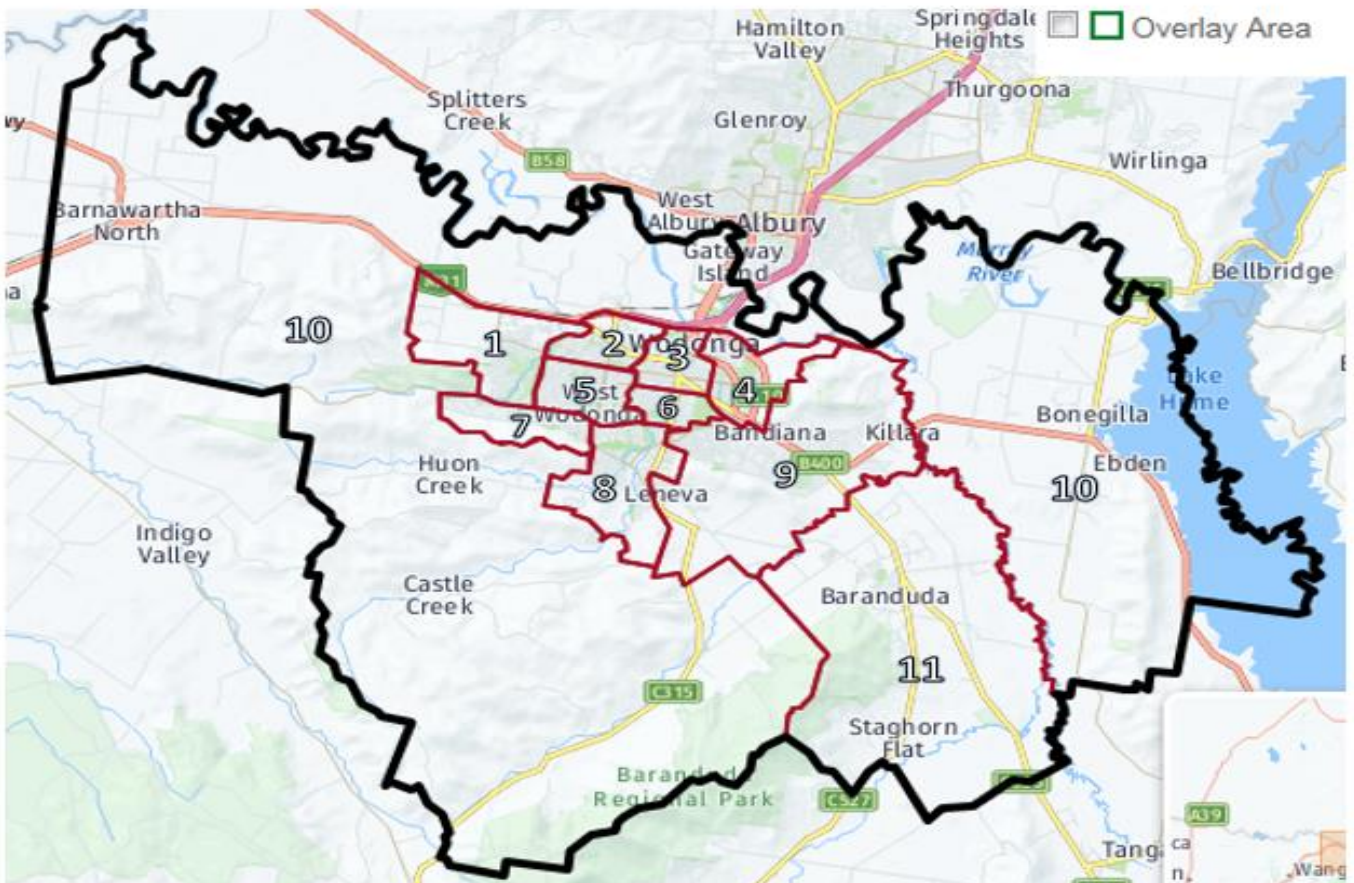 Hamilton
Valley
Springdale
Heights
Overlay Area
Thurgoona
Splitters
Creek
Glenroy
B58
Wirlinga
West
Albury
Albury
Barnawartha
North
Gateway
Island
Murray
River
Bellbridge
10
1
2
Wodonga
3
4
5
West
Wodonga
6
Lake
Hume
Bonegilla
7
Bandiana
Killara
Huon
Creek
B400
Ebden
8
Leneva
9
10
Indigo
Valley
Castle
Creek
Baranduda
11
C315
Staghorn
Flat
Regional Park
C527
A39
ca
n
Wang